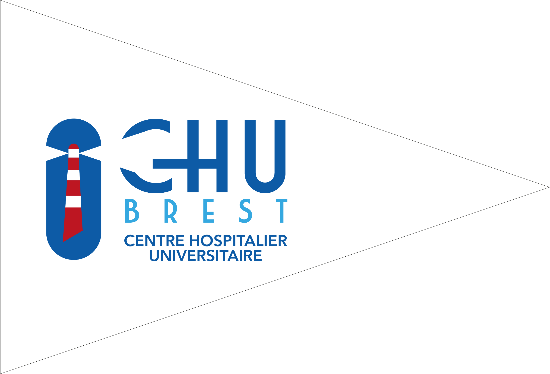 CHU
BREST
CENTRE HOSPITALIER
UNIVERSITAIRE